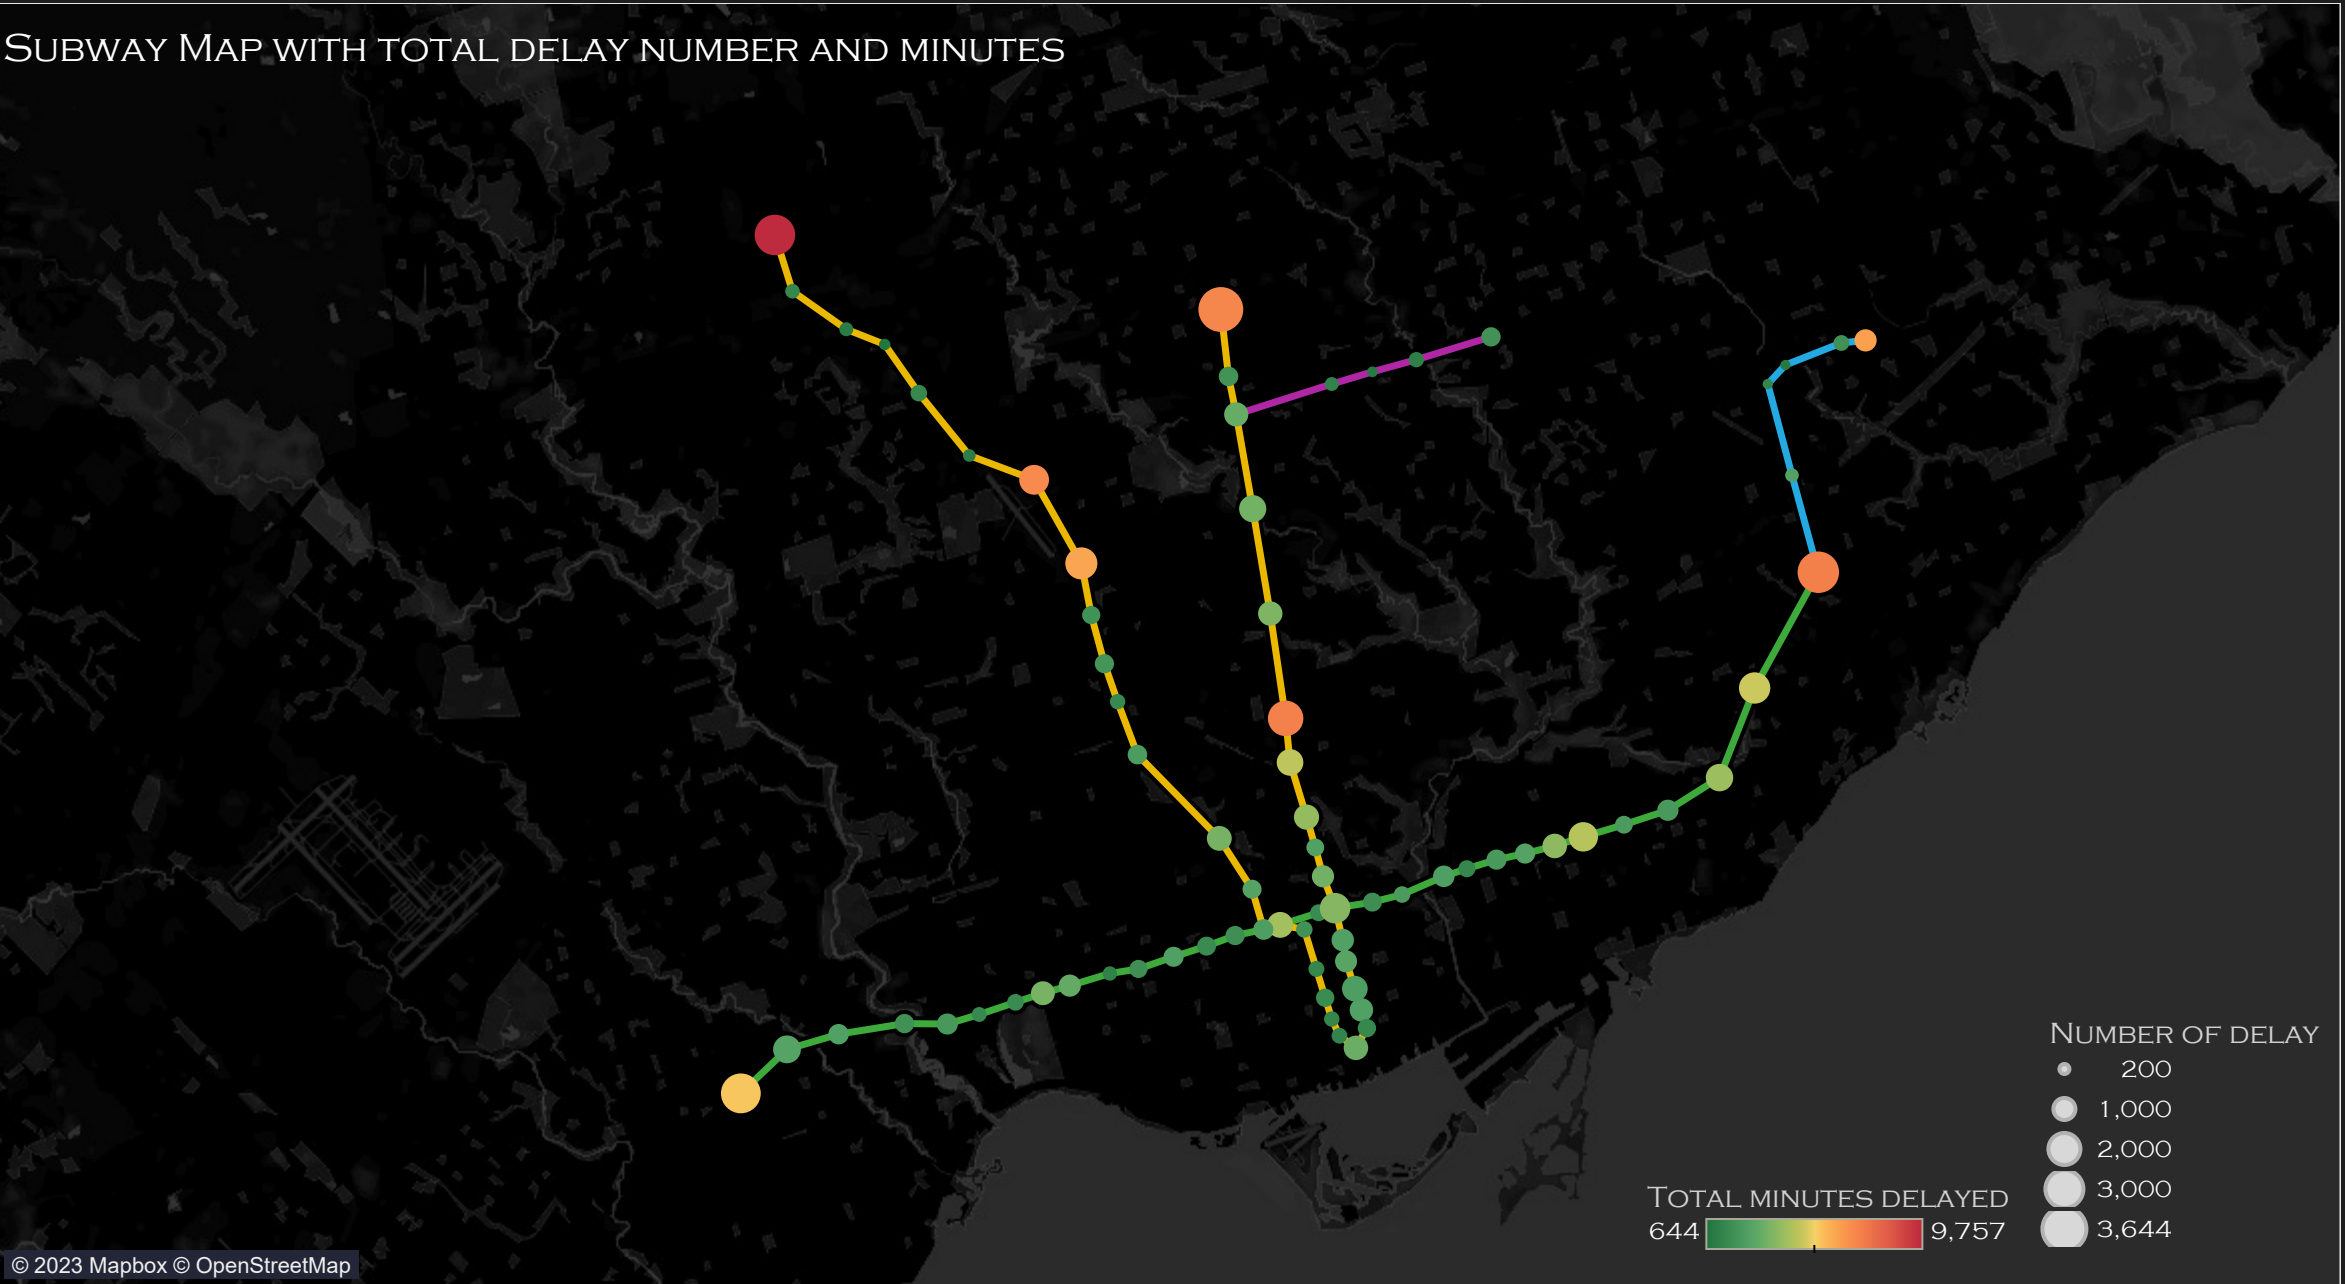 Subway Map with total delay number and minutes
Number of delay
200
1,000
2,000
3,000
3,644
Total minutes delayed
644 9,757
© 2023 Mapbox © OpenStreetMap